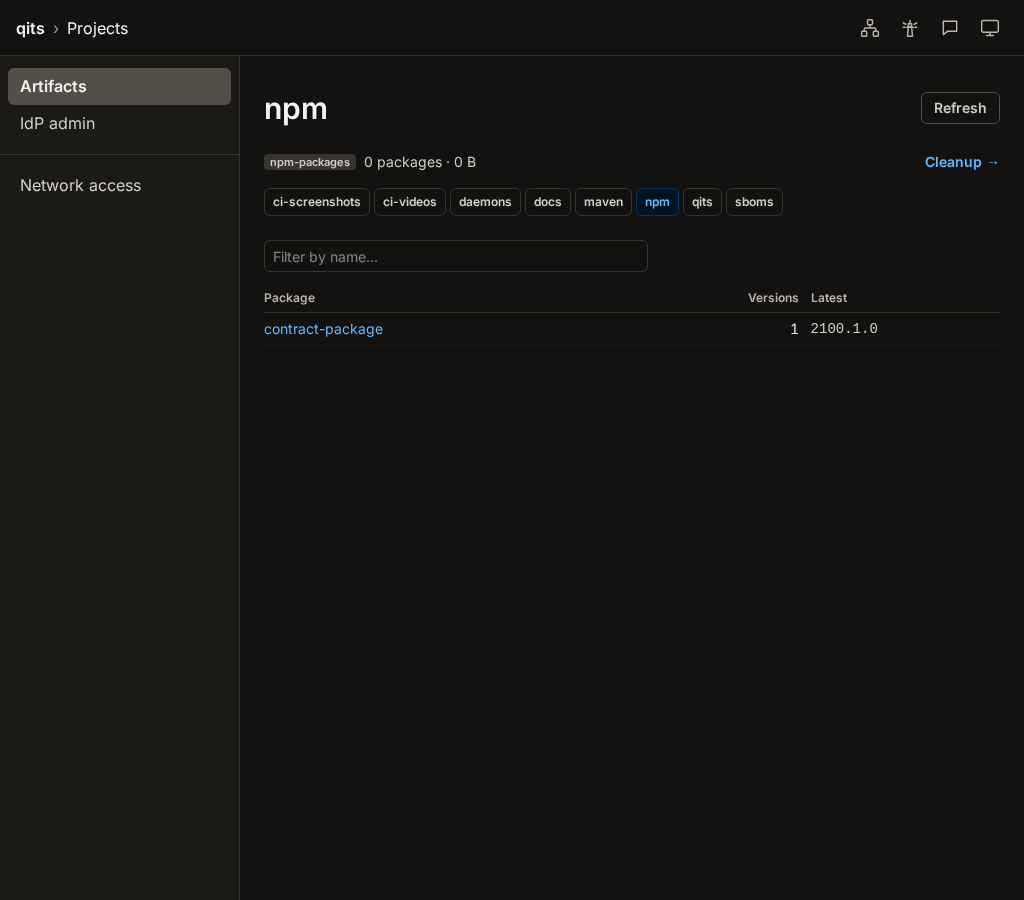 qits › Projects
Artifacts
IdP admin
Network access
npm
Refresh
npm-packages 0 packages · 0 B
Cleanup →
ci-screenshots ci-videos daemons docs maven npm qits sboms
Filter by name...
Package Versions Latest
contract-package 1 2100.1.0